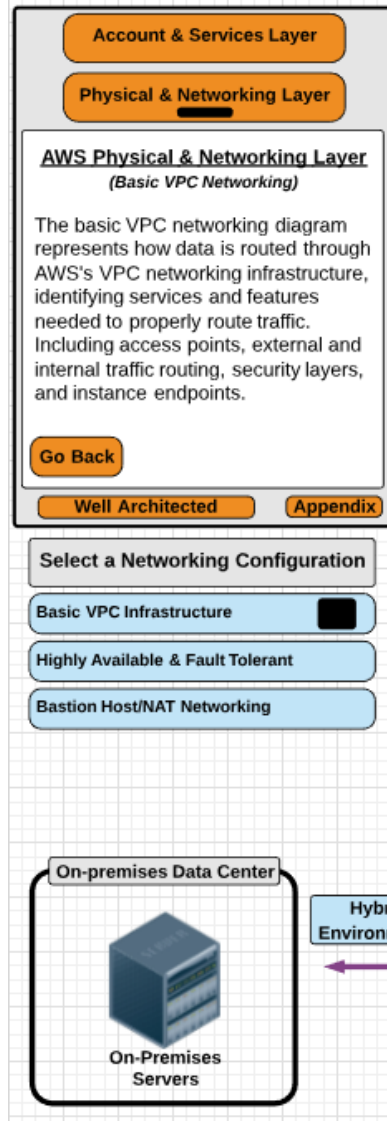 Account & Services Layer
Physical & Networking Layer
AWS Physical & Networking Layer
(Basic VPC Networking)
The basic VPC networking diagram
represents how data is routed through
AWS's VPC networking infrastructure,
identifying services and features
needed to properly route traffic.
Including access points, external and
internal traffic routing, security layers,
and instance endpoints.
Go Back
Well Architected
Appendix
Select a Networking Configuration
Basic VPC Infrastructure
Highly Available & Fault Tolerant
Bastion Host/NAT Networking
On-premises Data Center
SERVER
On-Premises
Servers